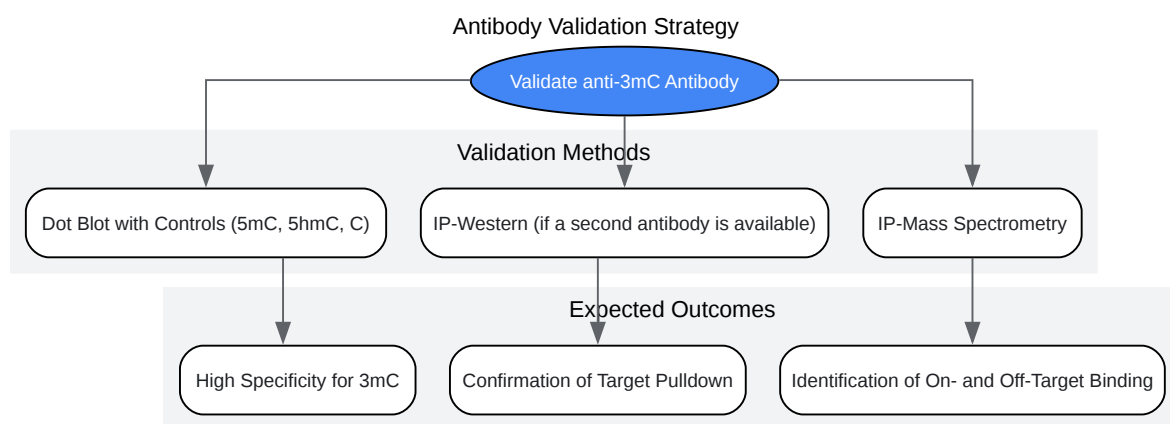 Antibody Validation Strategy
Validate anti-3mC Antibody
Validation Methods
Dot Blot with Controls (5mC, 5hmC, C)
IP-Western (if a second antibody is available)
IP-Mass Spectrometry
Expected Outcomes
High Specificity for 3mC
Confirmation of Target Pulldown
Identification of On- and Off-Target Binding